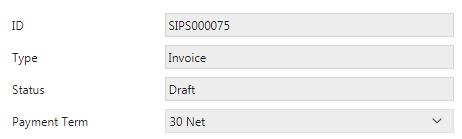 ID SIPS000075
Type Invoice
Status Draft
Payment Term 30 Net